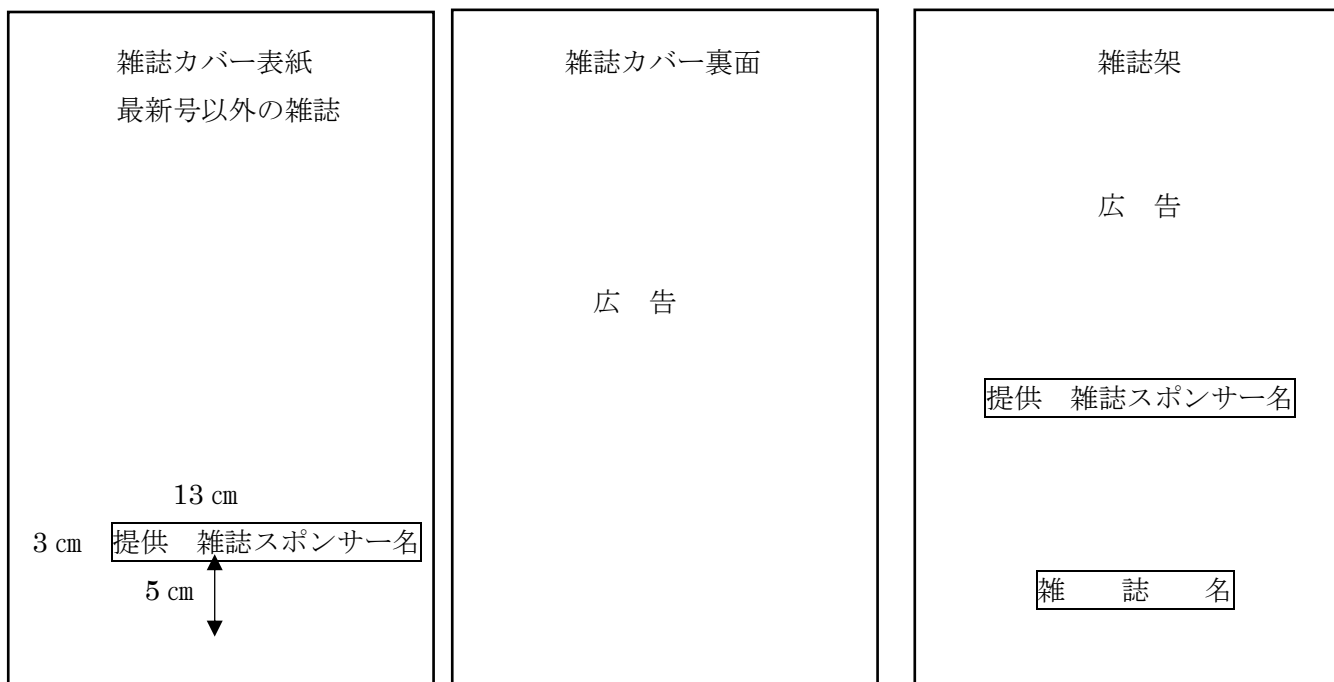 雑誌カバー表紙
最新号以外の雑誌
13 ㎝
3 ㎝
提供　雑誌スポンサー名
5 ㎝
雑誌カバー裏面
広　告
雑誌架
広　告
提供　雑誌スポンサー名
雑　　誌　　名